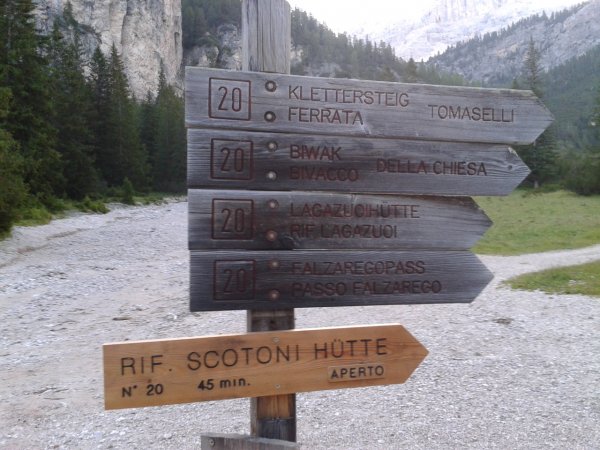 20 KLETTERSTEIG TOMASELLI
FERRATA
20 BIWAK DELLA CHIESA
BIVACCO
20 LAGAZUOIHÜTTE
RIF. LAGAZUOI
20 FALZAREGOPASS
PASSO FALZAREGO
RIF. SCOTONI HÜTTE
N° 20 45 min. APERTO